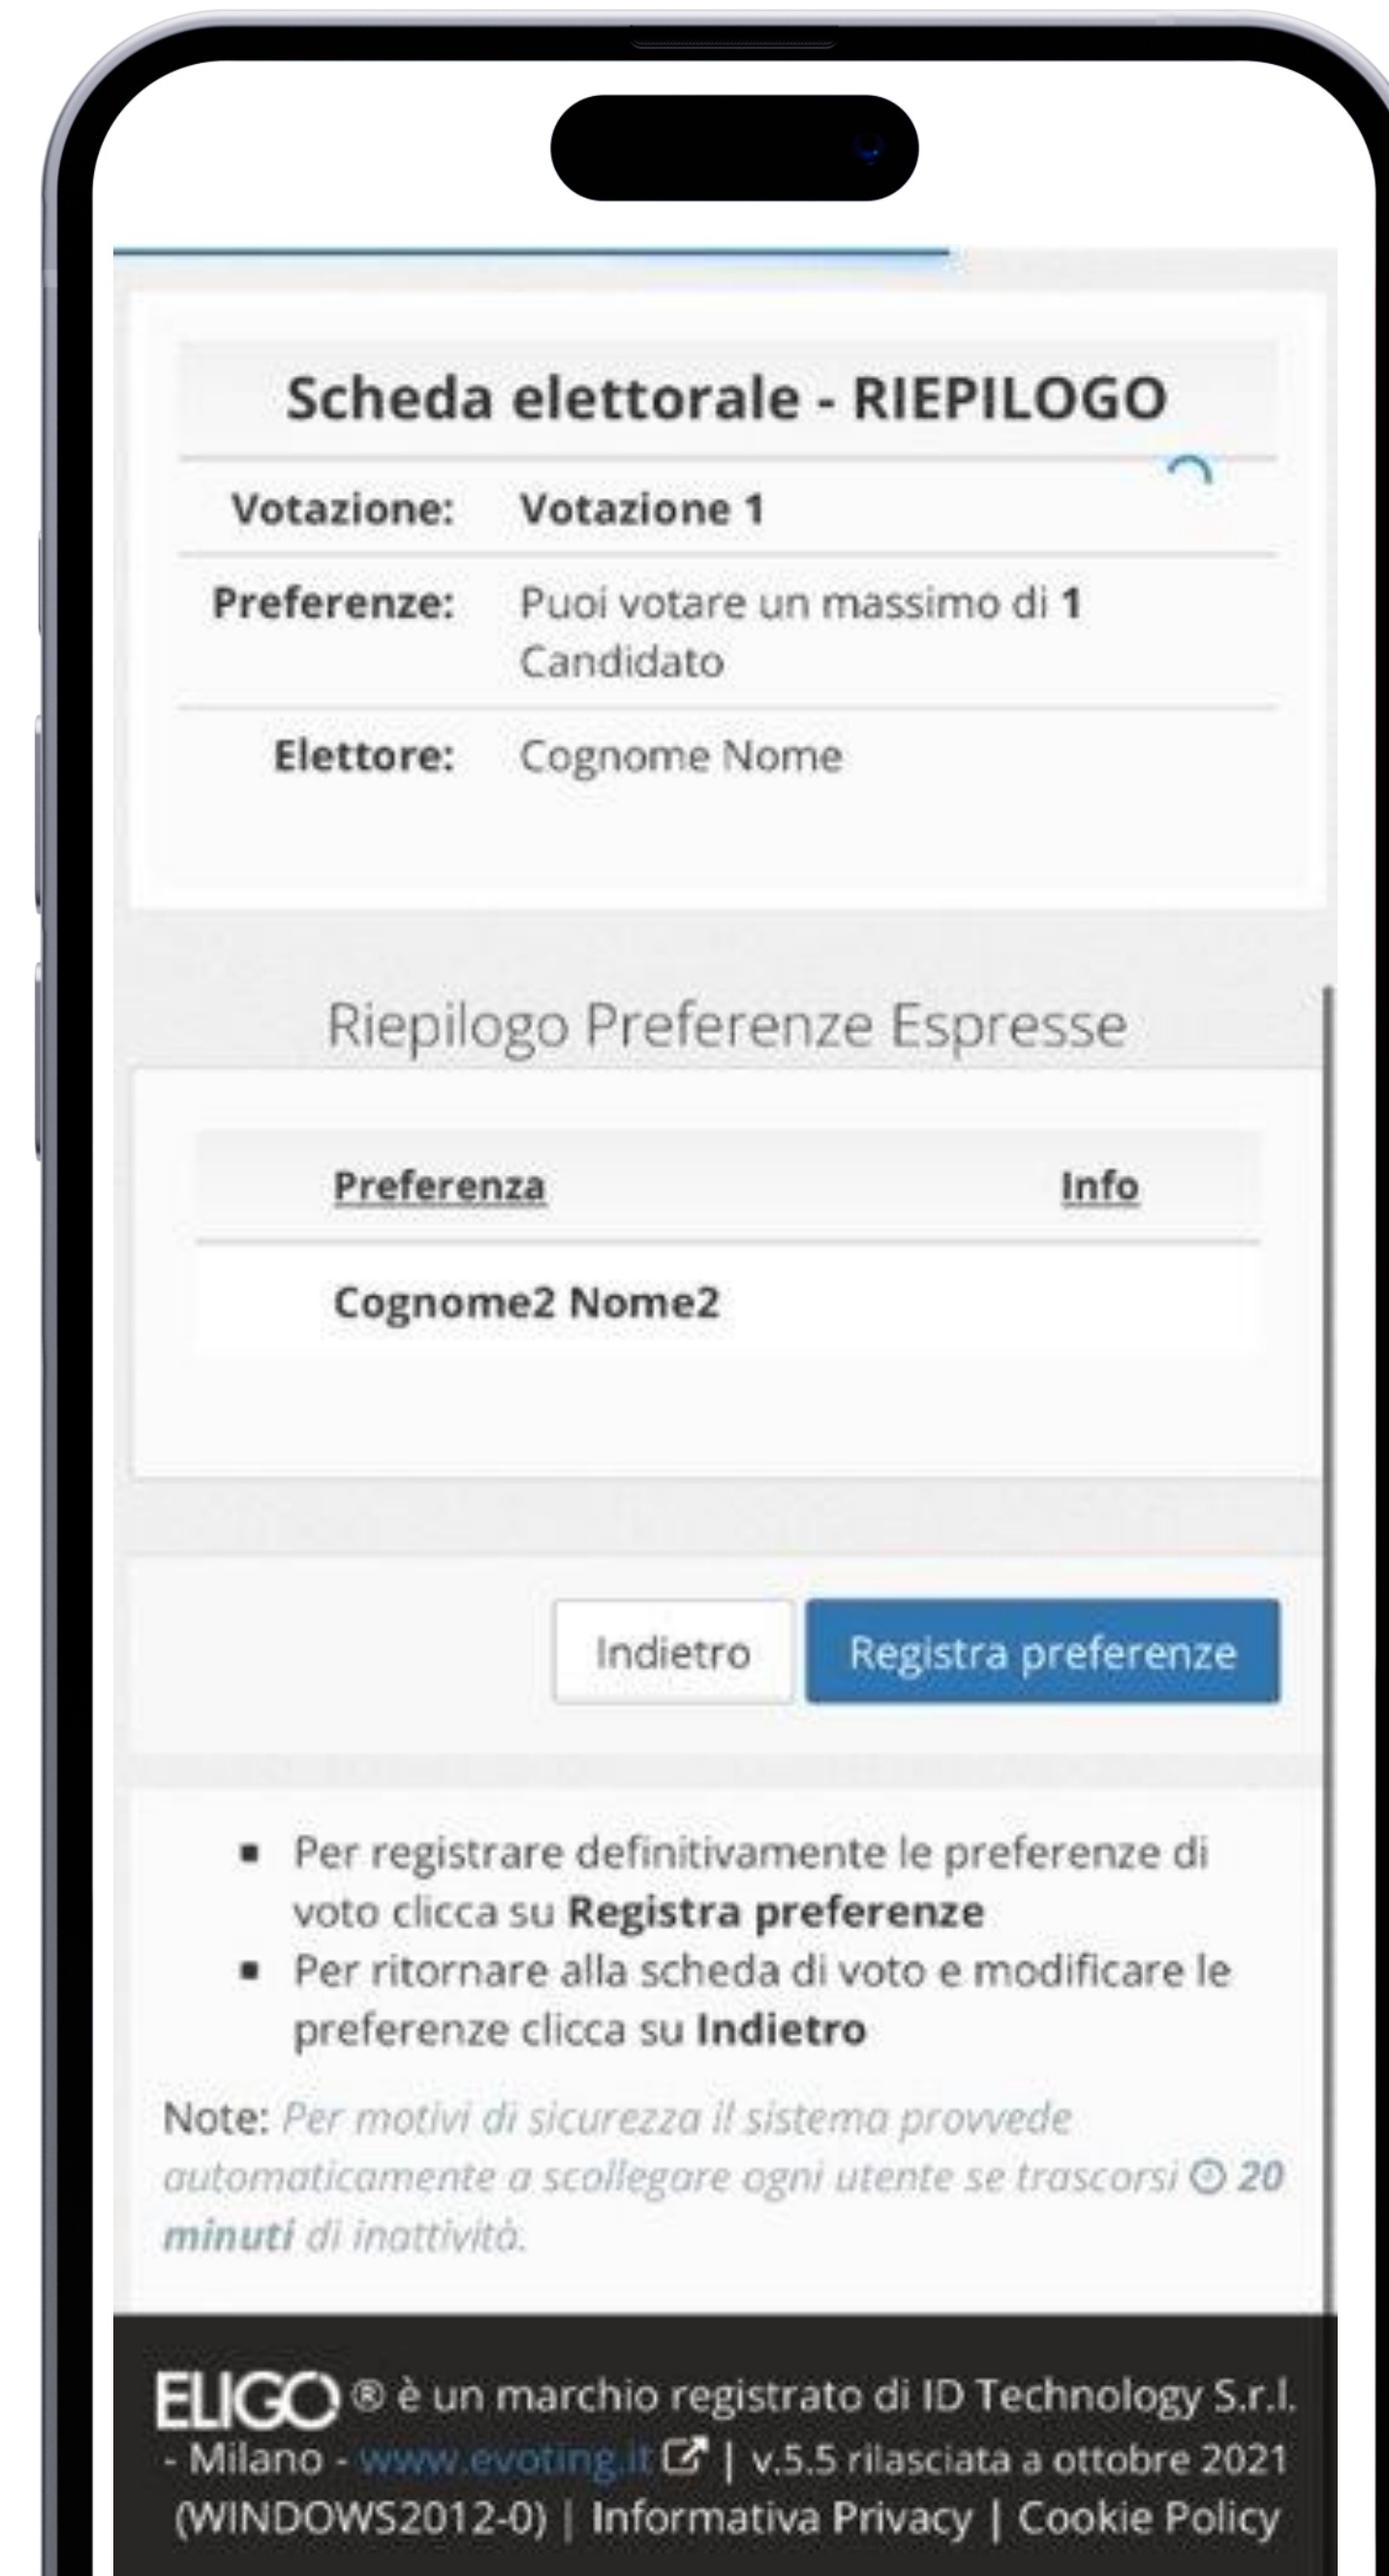 Scheda elettorale - RIEPILOGO
Votazione: Votazione 1
Preferenze: Puoi votare un massimo di 1
Candidato
Elettore: Cognome Nome
Riepilogo Preferenze Espresse
Preferenza Info
Cognome2 Nome2
Indietro Registra preferenze
▪ Per registrare definitivamente le preferenze di
voto clicca su Registra preferenze
▪ Per ritornare alla scheda di voto e modificare le
preferenze clicca su Indietro
Note: Per motivi di sicurezza il sistema provvede
automaticamente a scollegare ogni utente se trascorsi 20
minuti di inattività.
ELIGO ® è un marchio registrato di ID Technology S.r.l.
- Milano - www.evoting.it | v.5.5 rilasciata a ottobre 2021
(WINDOWS2012-0) | Informativa Privacy | Cookie Policy